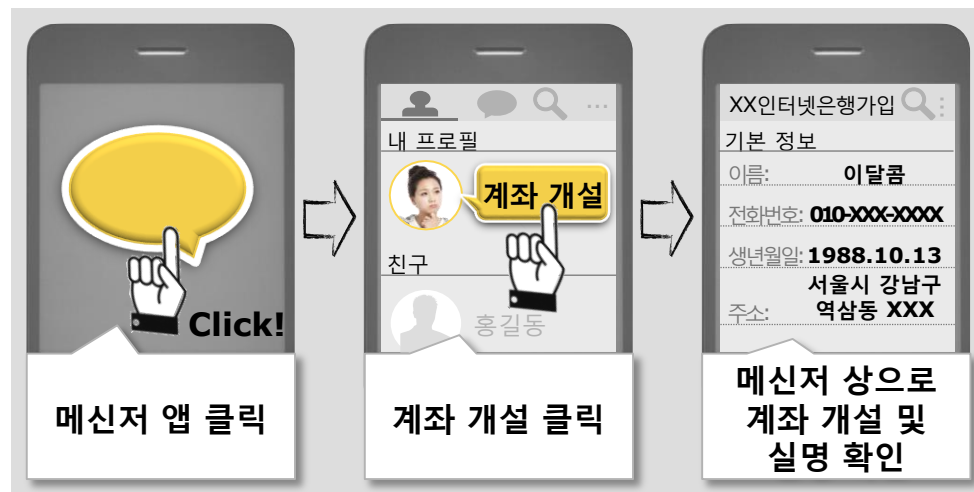 Click!
메신저 앱 클릭
내 프로필
계좌 개설
친구
홍길동
계좌 개설 클릭
XX인터넷은행가입
기본 정보
이름: 이달콤
전화번호: 010-XXX-XXXX
생년월일: 1988.10.13
서울시 강남구
주소: 역삼동 XXX
메신저 상으로
계좌 개설 및
실명 확인